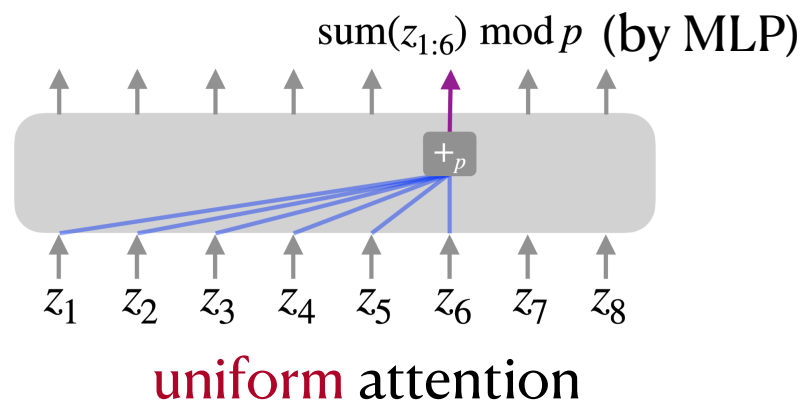 sum(z₁:₆) mod p (by MLP)
+ₚ
z₁ z₂ z₃ z₄ z₅ z₆ z₇ z₈
uniform attention